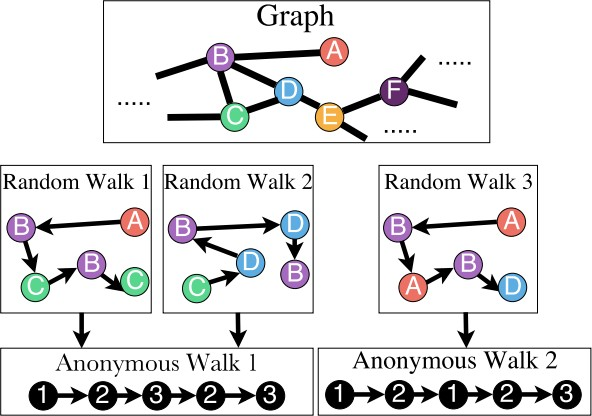 Graph
B A
.....
D F
.....
C E
.....
Random Walk 1 Random Walk 2 Random Walk 3
B A B D B A
B C D B B
C C A D
Anonymous Walk 1 Anonymous Walk 2
1 2 3 2 3 1 2 1 2 3